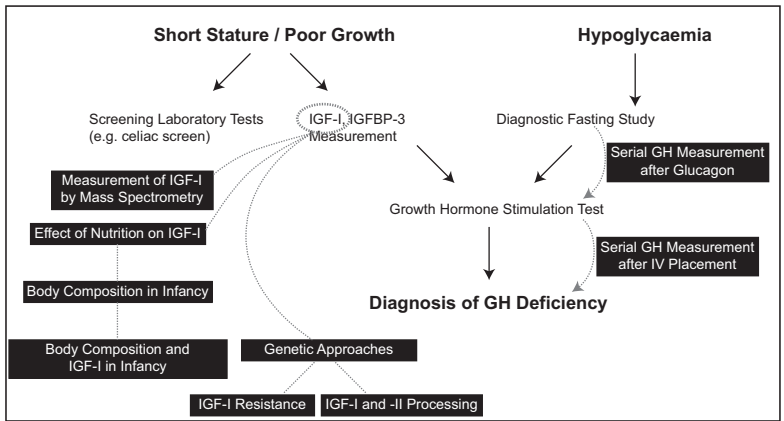 Short Stature / Poor Growth
Hypoglycaemia
Screening Laboratory Tests
(e.g. celiac screen)
IGF-I, IGFBP-3
Measurement
Diagnostic Fasting Study
Serial GH Measurement
after Glucagon
Measurement of IGF-I
by Mass Spectrometry
Growth Hormone Stimulation Test
Effect of Nutrition on IGF-I
Serial GH Measurement
after IV Placement
Body Composition in Infancy
Diagnosis of GH Deficiency
Body Composition and
IGF-I in Infancy
Genetic Approaches
IGF-I Resistance
IGF-I and -II Processing